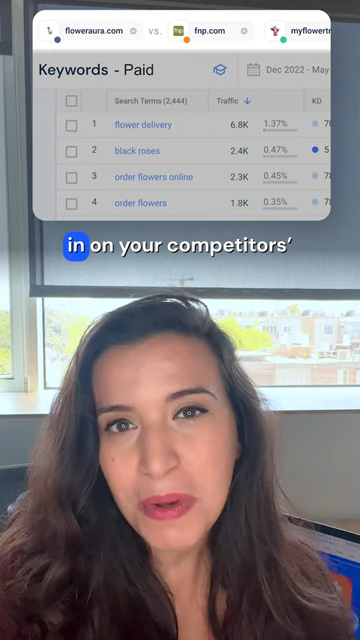 floweraura.com vs. fnp.com
Keywords - Paid Dec 2022 - May
Search Terms (2,444) Traffic KD
1 flower delivery 6.8K 1.37%
2 black roses 2.4K 0.47%
3 order flowers online 2.3K 0.45%
4 order flowers 1.8K 0.35%
in on your competitors'